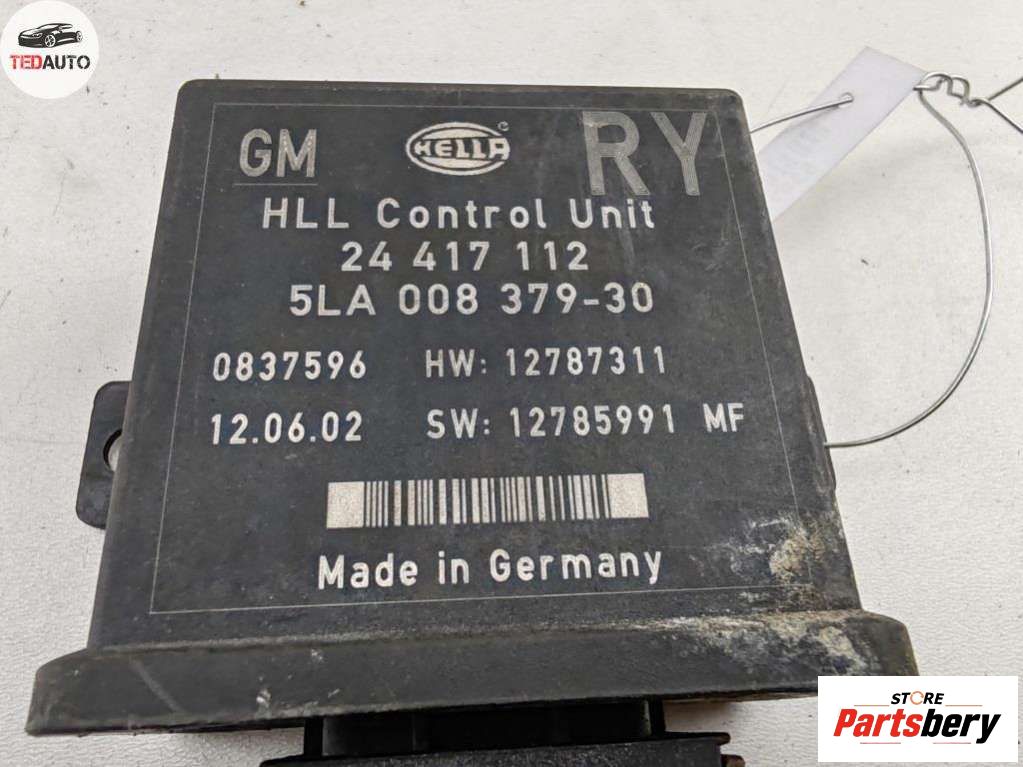 TEDAUTO
GM HELLA ® RY
HLL Control Unit
24 417 112
5LA 008 379-30
0837596 HW: 12787311
12.06.02 SW: 12785991 MF
Made in Germany
STORE
Partsbery